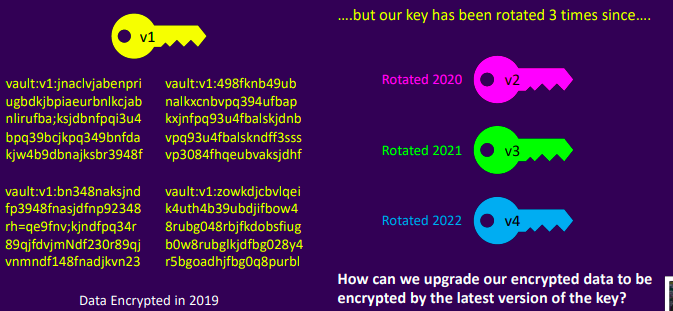 v1
vault:v1:jnaclvjabenpri
ugbdkjbpiaeurbnlkcjab
nlirufba;ksjdbnfpqi3u4
bpq39bcjkpq349bnfda
kjw4b9dbnajksbr3948f
vault:v1:498fknb49ub
nalkxcnbvpq394ufbap
kxjnfpq93u4fbalskjdnb
vpq93u4fbalskndff3sss
vp3084fhqeubvaksjdhf
vault:v1:bn348naksjnd
fp3948fnasjdfnp92348
rh=qe9fnv;kjndfpq34r
89qjfdvjmNdf230r89qj
vnmndf148fnadjkvn23
vault:v1:zowkdjcbvlqei
k4uth4b39ubdjifbow4
8rubg048rbjfkdobsfiug
b0w8rubglkjdfbg028y4
r5bgoadhjfbg0q8purbl
Data Encrypted in 2019
....but our key has been rotated 3 times since....
Rotated 2020
v2
Rotated 2021
v3
Rotated 2022
v4
How can we upgrade our encrypted data to be
encrypted by the latest version of the key?